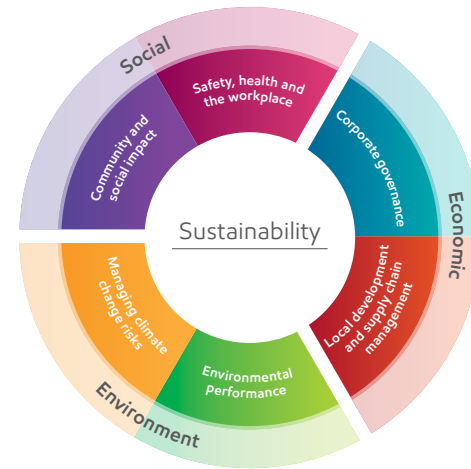 Social
Safety, health and
the workplace
Community and
social impact
Corporate governance
Economic
Sustainability
Local development
and supply chain
management
Managing climate
change risks
Environmental
performance
Environment